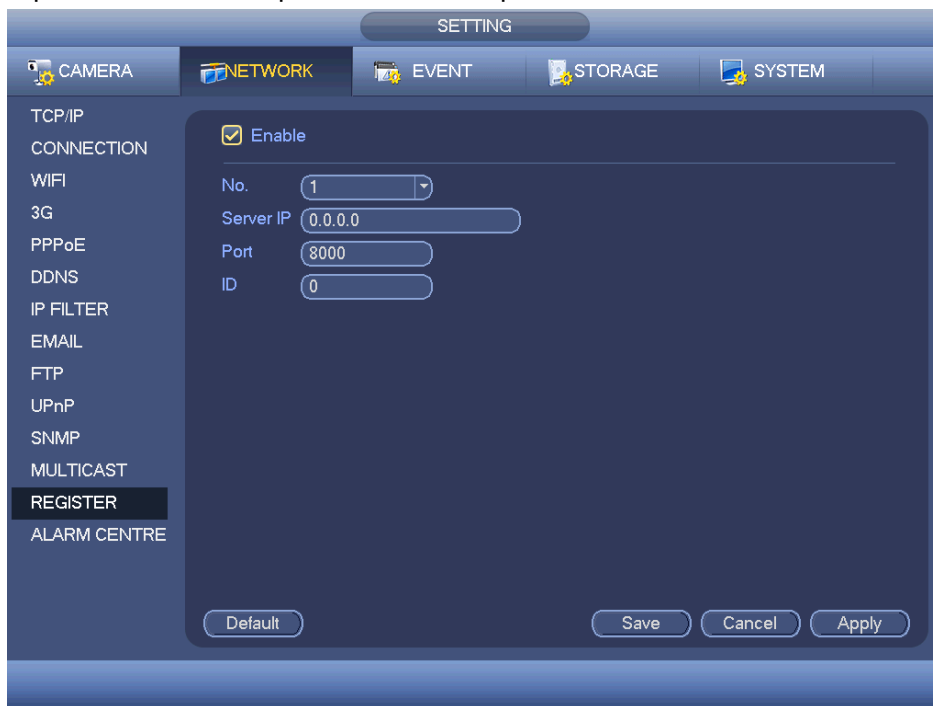 SETTING
CAMERA NETWORK EVENT STORAGE SYSTEM
TCP/IP
CONNECTION
WIFI
3G
PPPoE
DDNS
IP FILTER
EMAIL
FTP
UPnP
SNMP
MULTICAST
REGISTER
ALARM CENTRE
Enable
No. 1
Server IP 0.0.0.0
Port 8000
ID 0
Default Save Cancel Apply